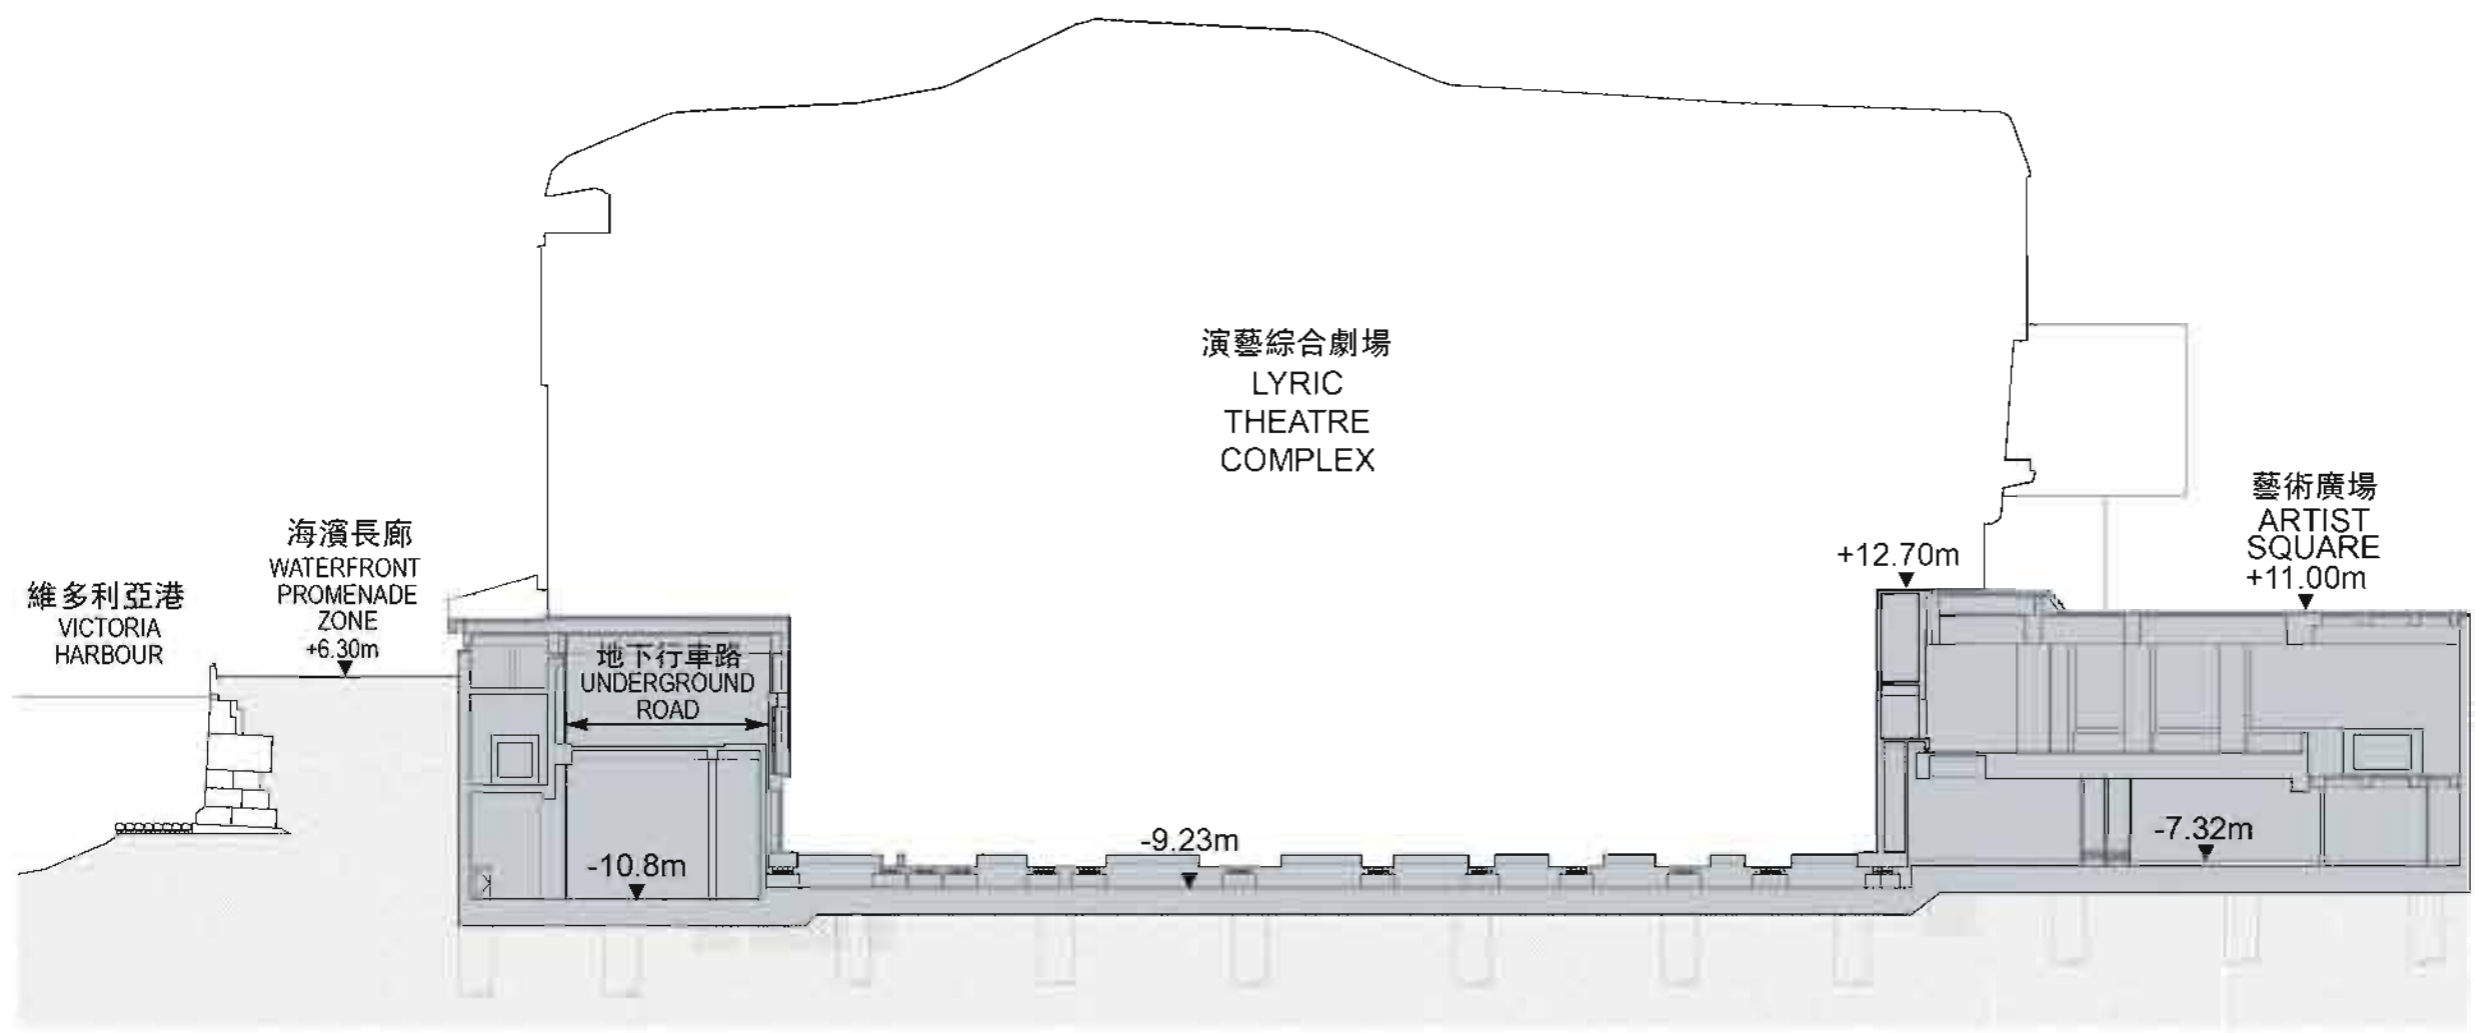 演藝綜合劇場
LYRIC
THEATRE
COMPLEX
維多利亞港
VICTORIA
HARBOUR
海濱長廊
WATERFRONT
PROMENADE
ZONE
+6.30m
地下行車路
UNDERGROUND
ROAD
-10.8m
-9.23m
+12.70m
藝術廣場
ARTIST
SQUARE
+11.00m
-7.32m